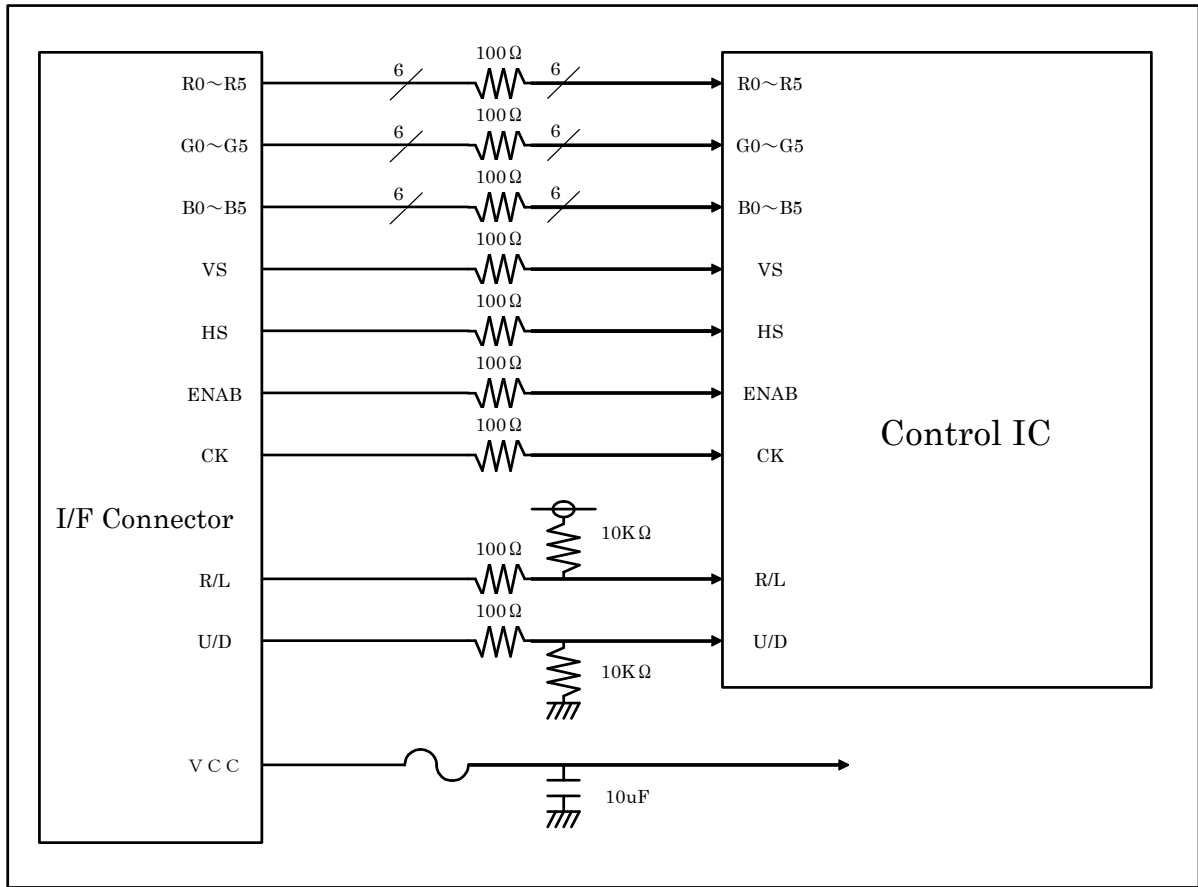 100Ω
R0～R5 6 6 R0～R5
100Ω
G0～G5 6 6 G0～G5
100Ω
B0～B5 6 6 B0～B5
100Ω
VS VS
100Ω
HS HS
100Ω
ENAB ENAB
100Ω
CK CK
Control IC
I/F Connector
10KΩ
100Ω
R/L R/L
100Ω
U/D U/D
10KΩ
ＶＣＣ
10uF